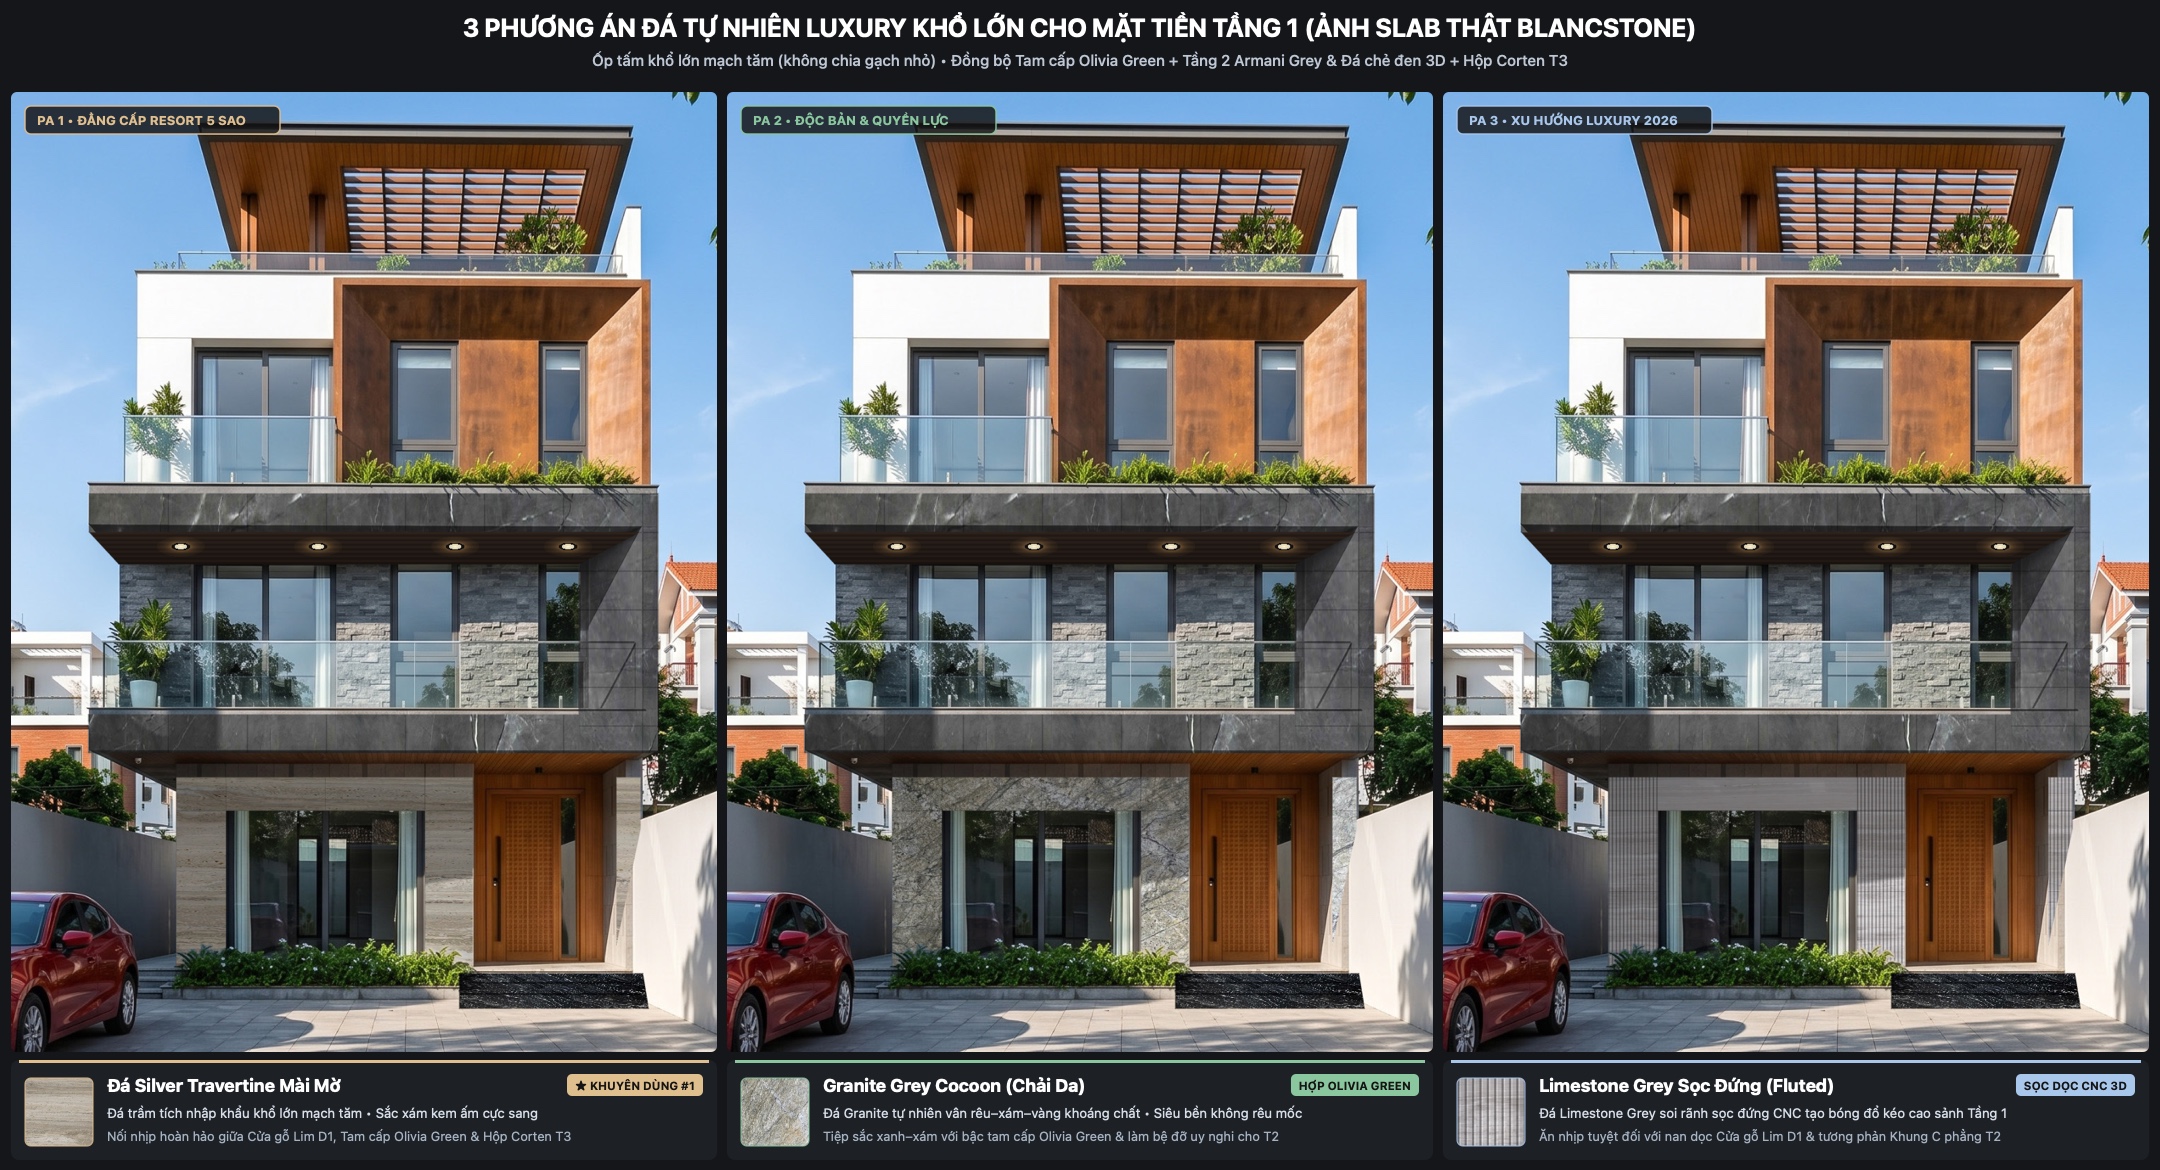 3 PHƯƠNG ÁN ĐÁ TỰ NHIÊN LUXURY KHỔ LỚN CHO MẶT TIỀN TẦNG 1 (ẢNH SLAB THẬT BLANCSTONE)
Ốp tấm khổ lớn mạch tăm (không chia gạch nhỏ) • Đồng bộ Tam cấp Olivia Green + Tầng 2 Armani Grey & Đá chẻ đen 3D + Hộp Corten T3
PA 1 • ĐẲNG CẤP RESORT 5 SAO
PA 2 • ĐỘC BẢN & QUYỀN LỰC
PA 3 • XU HƯỚNG LUXURY 2026
Đá Silver Travertine Mài Mờ
★ KHUYÊN DÙNG #1
Đá trầm tích nhập khẩu khổ lớn mạch tăm • Sắc xám kem ấm cực sang
Nối nhịp hoàn hảo giữa Cửa gỗ Lim D1, Tam cấp Olivia Green & Hộp Corten T3
Granite Grey Cocoon (Chải Da)
HỢP OLIVIA GREEN
Đá Granite tự nhiên vân rêu–xám–vàng khoáng chất • Siêu bền không rêu mốc
Tiệp sắc xanh–xám với bậc tam cấp Olivia Green & làm bệ đỡ uy nghi cho T2
Limestone Grey Sọc Đứng (Fluted)
SỌC DỌC CNC 3D
Đá Limestone Grey soi rãnh sọc đứng CNC tạo bóng đổ kéo cao sảnh Tầng 1
Ăn nhịp tuyệt đối với nan dọc Cửa gỗ Lim D1 & tương phản Khung C phẳng T2